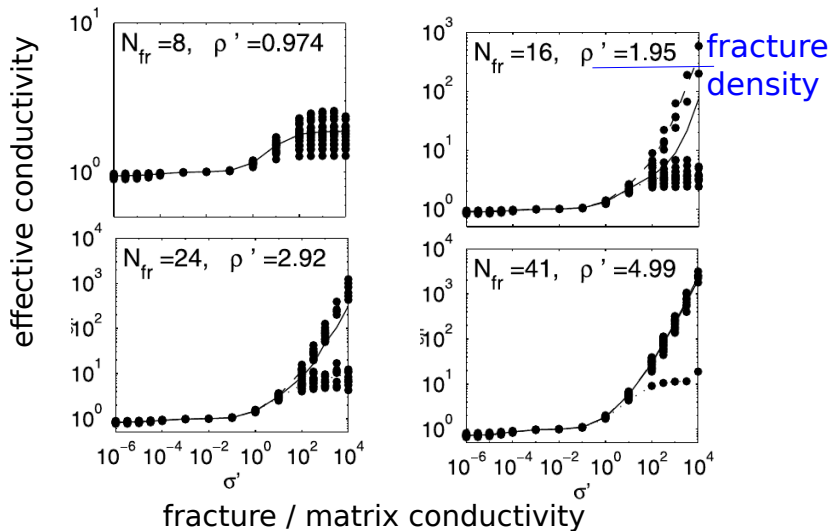 effective conductivity
10^1
10^0
N_fr =8, ρ '=0.974
10^3
10^2
10^1
10^0
N_fr =16, ρ '=1.95
fracture
density
10^4
10^3
10^2
10^1
10^0
N_fr =24, ρ '=2.92
10^-6 10^-4 10^-2 10^0 10^2 10^4
σ'
10^4
10^3
10^2
10^1
10^0
N_fr =41, ρ '=4.99
10^-6 10^-4 10^-2 10^0 10^2 10^4
σ'
fracture / matrix conductivity